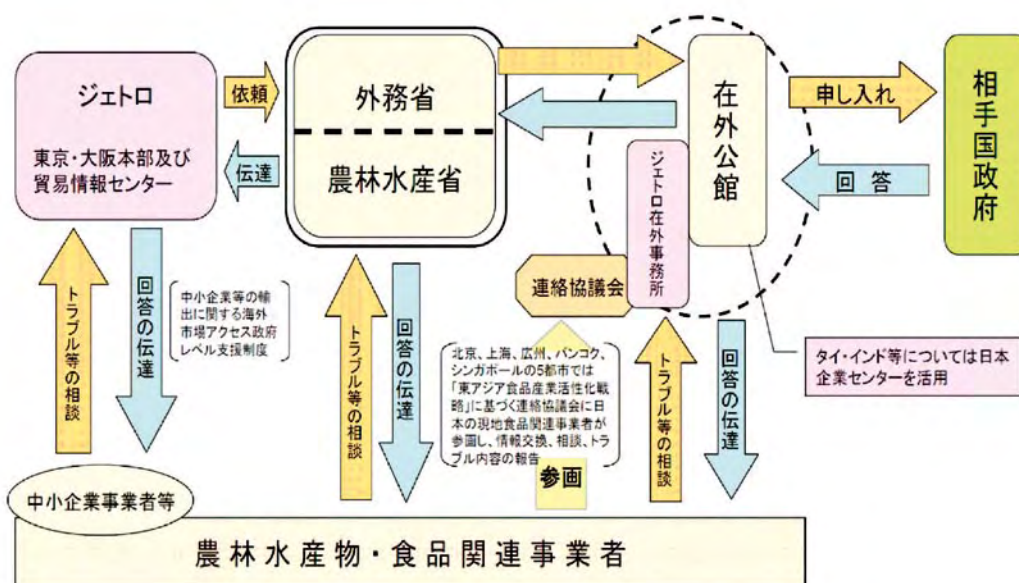 ジェトロ
東京・大阪本部及び
貿易情報センター
依頼
伝達
外務省
農林水産省
在外公館
ジェトロ在外事務所
連絡協議会
申し入れ
回答
相手国政府
トラブル等の相談
回答の伝達
中小企業等の輸
出に関する海外
市場アクセス政府
レベル支援制度
トラブル等の相談
回答の伝達
北京、上海、広州、バンコク、
シンガポールの5都市では
「東アジア食品産業活性化戦
略」に基づく連絡協議会に日
本の現地食品関連事業者が
参画し、情報交換、相談、トラ
ブル内容の報告
参画
トラブル等の相談
回答の伝達
タイ・インド等については日本
企業センターを活用
中小企業事業者等
農林水産物・食品関連事業者